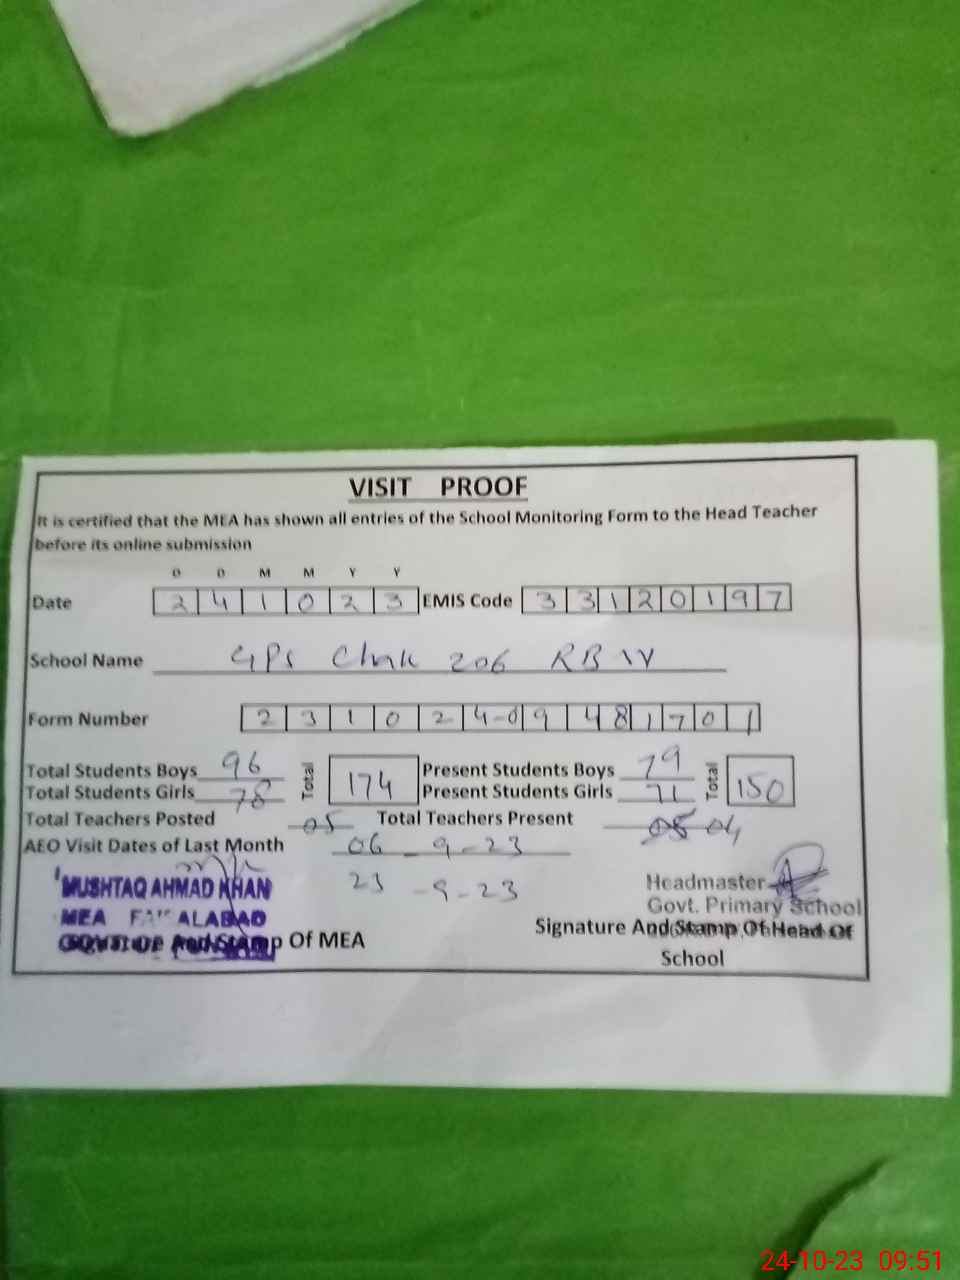 VISIT PROOF
It is certified that the MEA has shown all entries of the School Monitoring Form to the Head Teacher
before its online submission
D D M M Y Y
Date 2 4 1 0 2 3 EMIS Code 3 3 1 2 0 1 9 7
School Name GPS Chak 206 RB IV
Form Number 2 3 1 0 2 4 0 9 4 8 1 7 0 1
Total Students Boys 96 Total 174 Present Students Boys 79 Total 150
Total Students Girls 78 Present Students Girls 71
Total Teachers Posted 05 Total Teachers Present 05 04
AEO Visit Dates of Last Month 06-9-23
23-9-23
MUSHTAQ AHMAD KHAN
MEA FAISALABAD
Signature And Stamp Of MEA
Headmaster
Govt. Primary School
Signature And Stamp Of Head Of
School
24-10-23 09:51